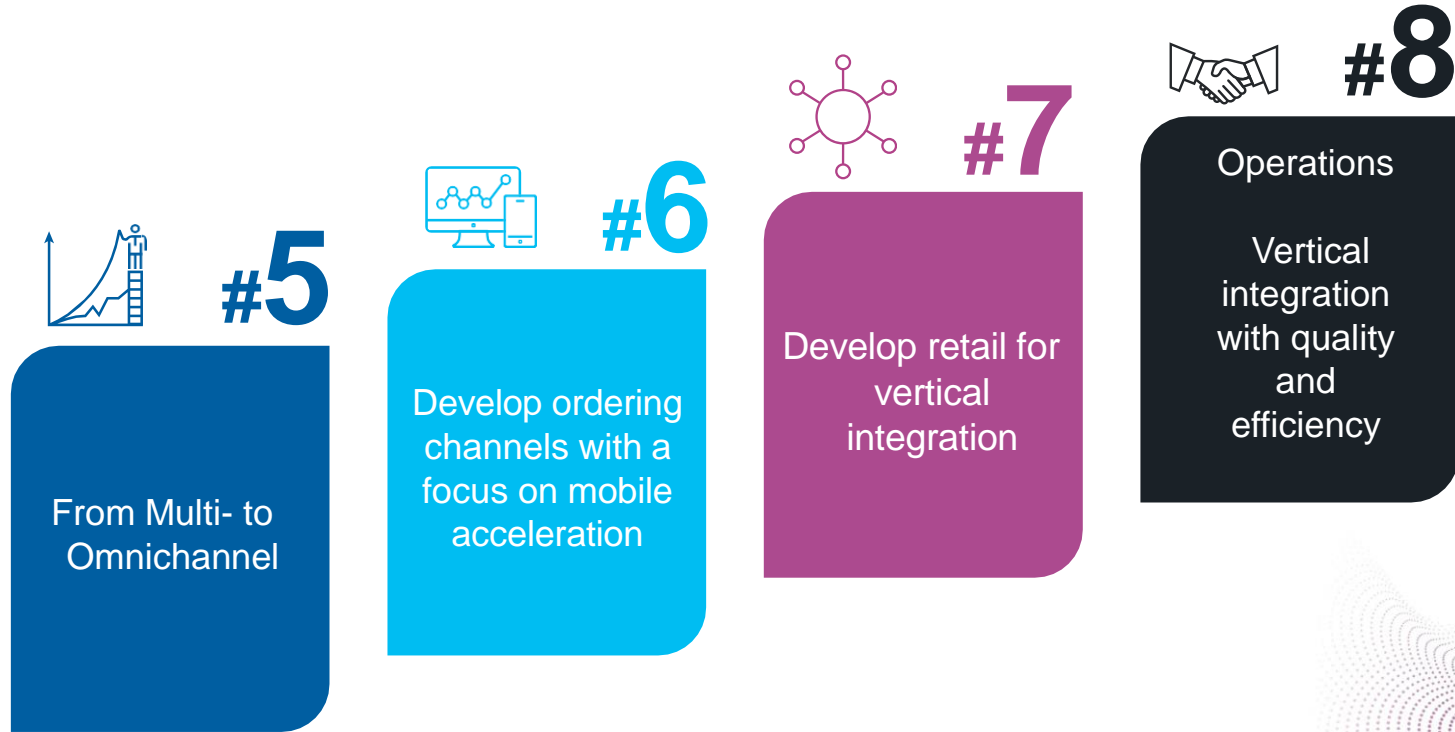 #5
From Multi- to
Omnichannel
#6
Develop ordering
channels with a
focus on mobile
acceleration
#7
Develop retail for
vertical
integration
#8
Operations
Vertical
integration
with quality
and
efficiency